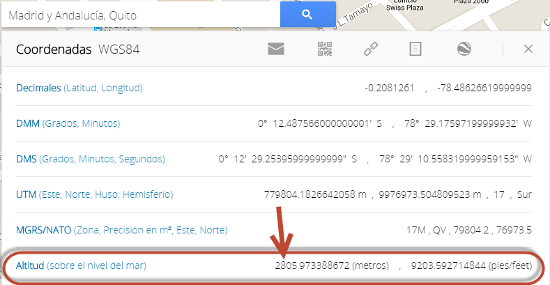 Madrid y Andalucía, Quito
L. Tamayo
Swiss Plaza
Plaza 2000
Coordenadas WGS84
Decimales (Latitud, Longitud) -0.2081261 , -78.48626619999999
DMM (Grados, Minutos) 0° 12.487566000000001' S , 78° 29.17597199999932' W
DMS (Grados, Minutos, Segundos) 0° 12' 29.25395999999999" S , 78° 29' 10.558319999959153" W
UTM (Este, Norte, Huso, Hemisferio) 779804.1826642058 m , 9976973.504809523 m , 17 , Sur
MGRS/NATO (Zona, Precisión en m², Este, Norte) 17M , QV , 79804.2 , 76973.5
Altitud (sobre el nivel del mar) 2805.973388672 (metros) , 9203.592714844 (pies/feet)